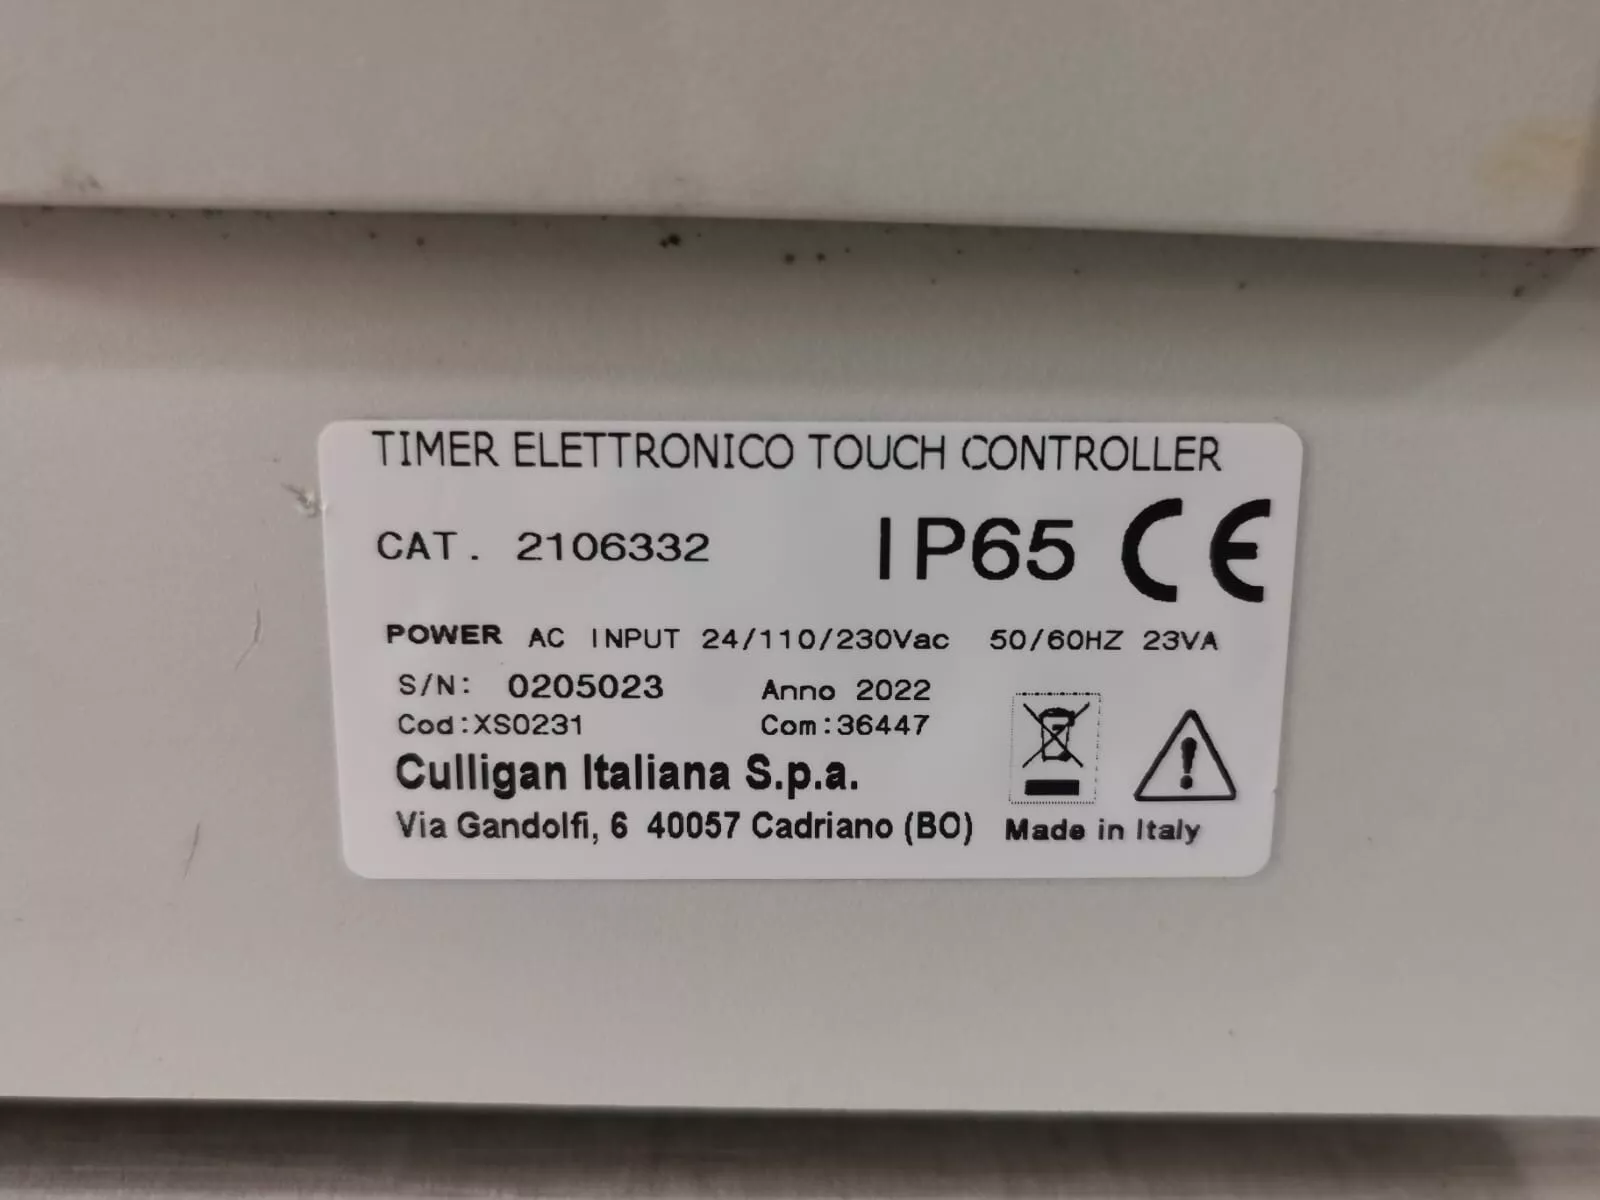 TIMER ELETTRONICO TOUCH CONTROLLER
CAT. 2106332 IP65 CE
POWER AC INPUT 24/110/230Vac 50/60HZ 23VA
S/N: 0205023 Anno 2022
Cod:XS0231 Com:36447
Culligan Italiana S.p.a.
Via Gandolfi, 6 40057 Cadriano (BO) Made in Italy